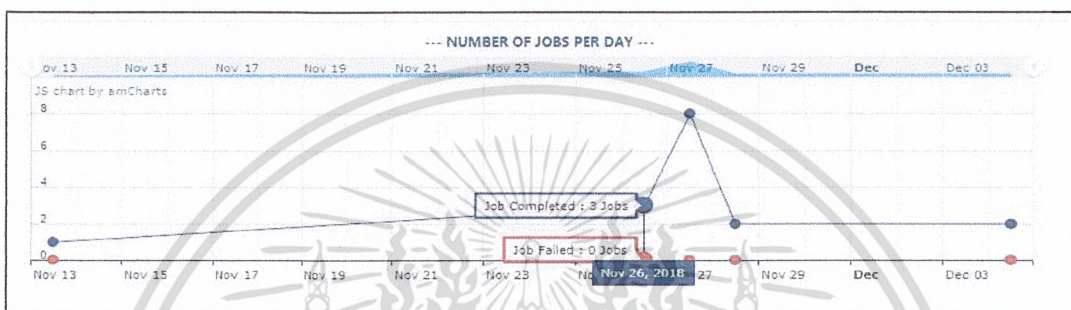 --- NUMBER OF JOBS PER DAY ---
Nov 13 Nov 15 Nov 17 Nov 19 Nov 21 Nov 23 Nov 25 Nov 27 Nov 29 Dec Dec 03
JS chart by amCharts
8
6
4
2
Job Completed : 3 Jobs
Job Failed : 0 Jobs
0
Nov 13 Nov 15 Nov 17 Nov 19 Nov 21 Nov 23 Nov 26, 2018 Nov 29 Dec Dec 03